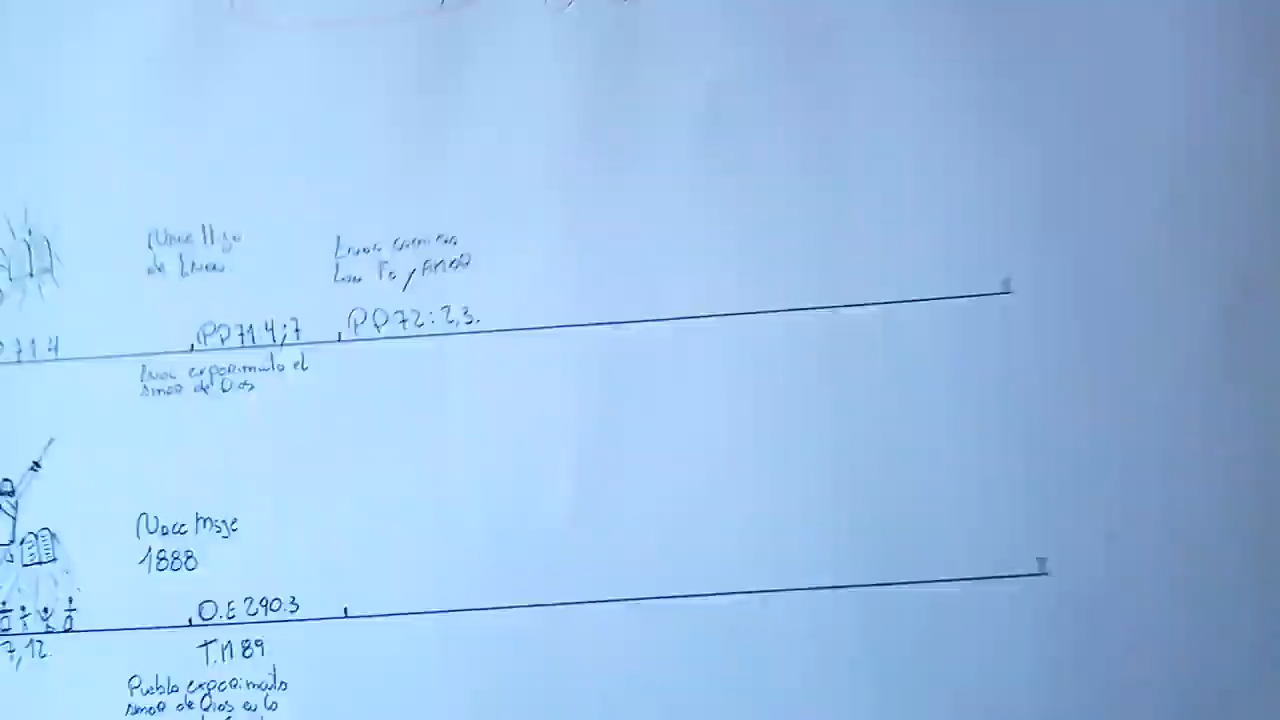 Nace Hijo
de Enoc
Enoc camina
con Fe y Amor
PP 71.4
PP 71.4;7
PP 72:2,3.
Enoc experimento el
amor de Dios
Nace Msje
1888
O.E 290.3
7,12.
T.M 89
Pueblo experimento
amor de Dios en la